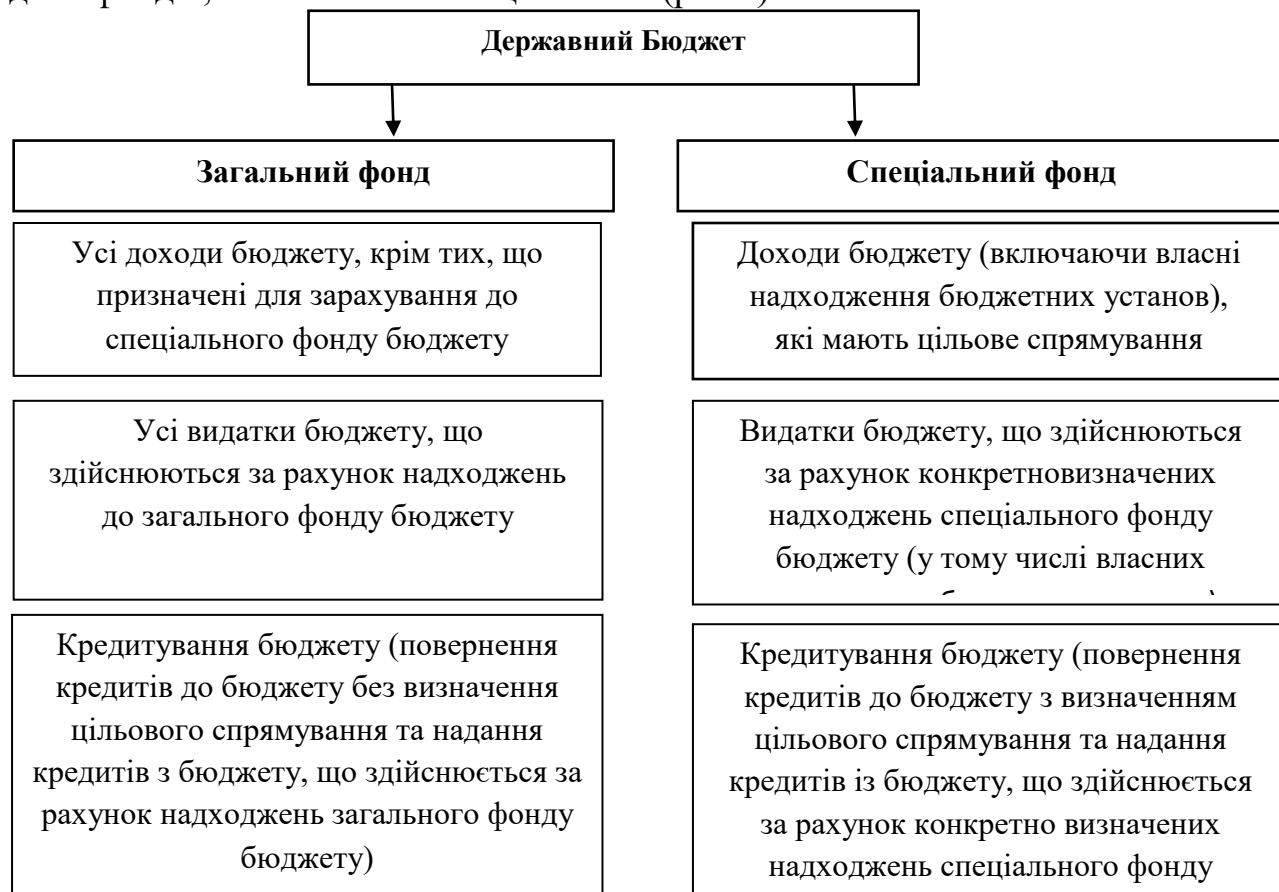 Державний Бюджет
Загальний фонд
Спеціальний фонд
Усі доходи бюджету, крім тих, що
призначені для зарахування до
спеціального фонду бюджету
Доходи бюджету (включаючи власні
надходження бюджетних установ),
які мають цільове спрямування
Усі видатки бюджету, що
здійснюються за рахунок надходжень
до загального фонду бюджету
Видатки бюджету, що здійснюються
за рахунок конкретновизначених
надходжень спеціального фонду
бюджету (у тому числі власних
Кредитування бюджету (повернення
кредитів до бюджету без визначення
цільового спрямування та надання
кредитів з бюджету, що здійснюється за
рахунок надходжень загального фонду
бюджету)
Кредитування бюджету (повернення
кредитів до бюджету з визначенням
цільового спрямування та надання
кредитів із бюджету, що здійснюється
за рахунок конкретно визначених
надходжень спеціального фонду